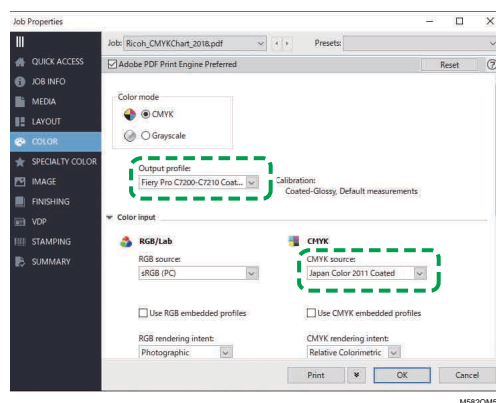 Job Properties
Job: Ricoh_CMYKChart_2018.pdf
Presets:
Adobe PDF Print Engine Preferred
Reset
QUICK ACCESS
JOB INFO
MEDIA
LAYOUT
COLOR
SPECIALTY COLOR
IMAGE
FINISHING
VDP
STAMPING
SUMMARY
Color mode
CMYK
Grayscale
Output profile:
Fiery Pro C7200-C7210 Coat...
Calibration:
Coated-Glossy, Default measurements
Color input
RGB/Lab
RGB source:
sRGB (PC)
Use RGB embedded profiles
RGB rendering intent:
Photographic
CMYK
CMYK source:
Japan Color 2011 Coated
Use CMYK embedded profiles
CMYK rendering intent:
Relative Colorimetric
Print
OK
Cancel